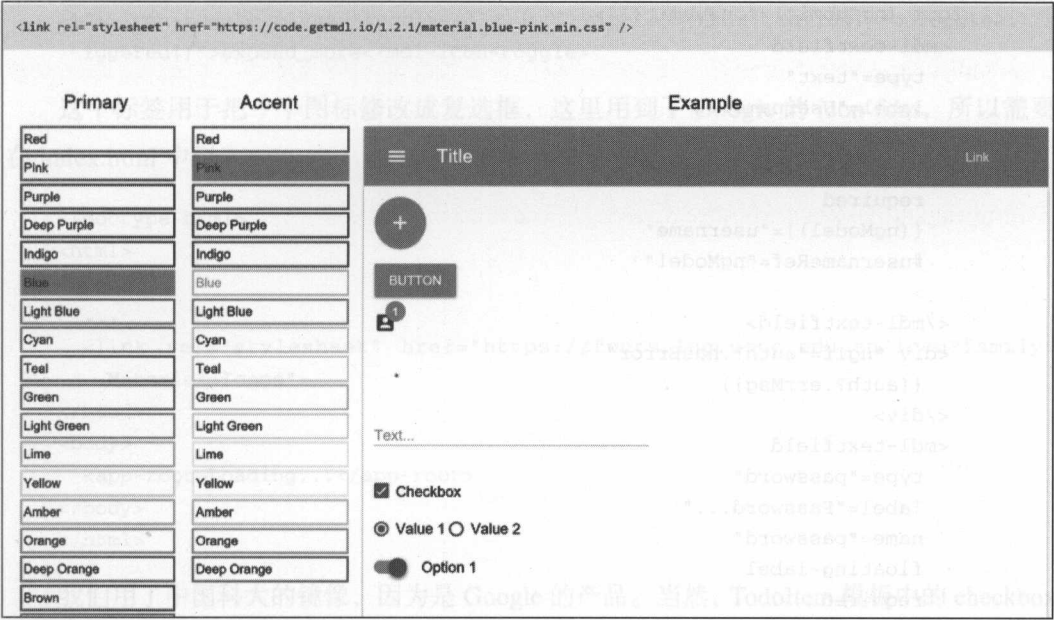 <link rel="stylesheet" href="https://code.getmdl.io/1.2.1/material.blue-pink.min.css" />
Primary
Accent
Example
Red
Pink
Purple
Deep Purple
Indigo
Blue
Light Blue
Cyan
Teal
Green
Light Green
Lime
Yellow
Amber
Orange
Deep Orange
Brown
Red
Pink
Purple
Deep Purple
Indigo
Blue
Light Blue
Cyan
Teal
Green
Light Green
Lime
Yellow
Amber
Orange
Deep Orange
Title
Link
+
BUTTON
1
Text...
Checkbox
Value 1 Value 2
Option 1